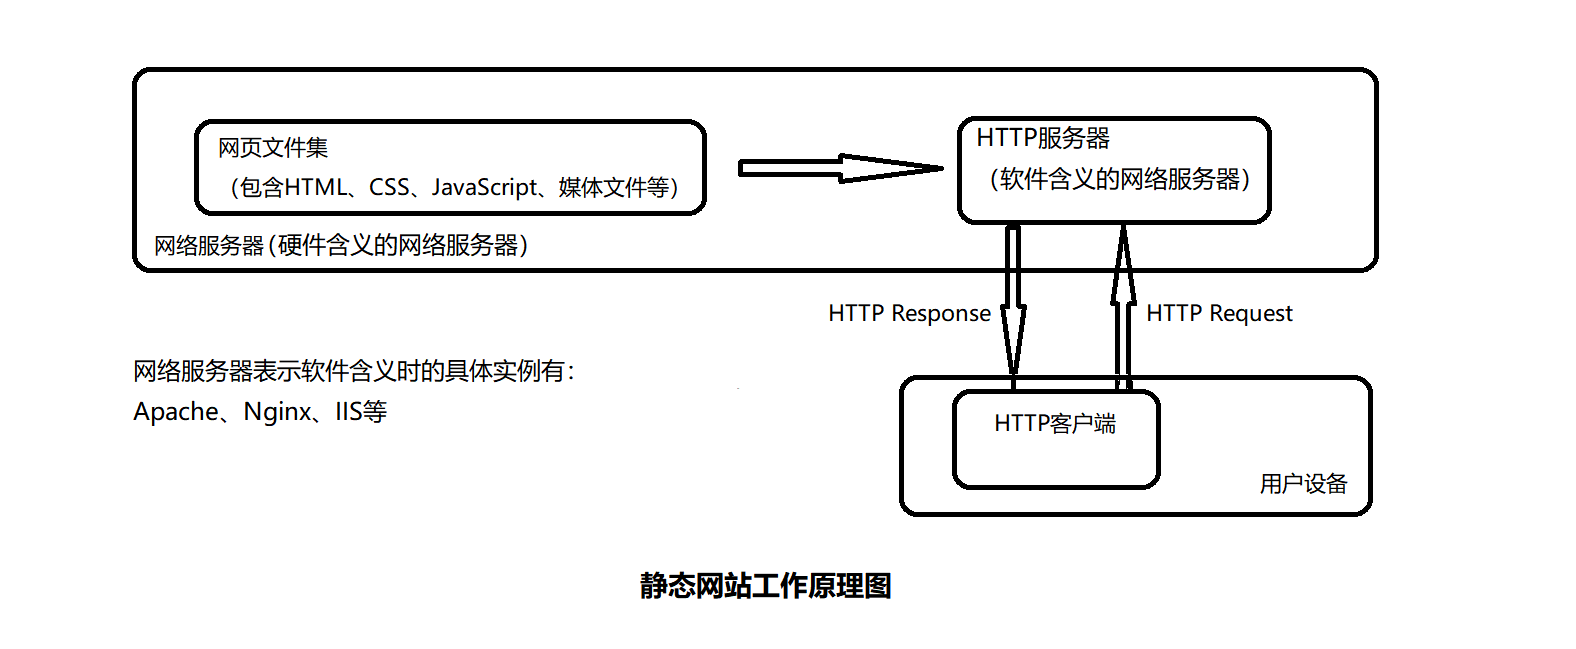 网页文件集
（包含HTML、CSS、JavaScript、媒体文件等）
HTTP服务器
（软件含义的网络服务器）
网络服务器（硬件含义的网络服务器）
HTTP Response
HTTP Request
网络服务器表示软件含义时的具体实例有：
Apache、Nginx、IIS等
HTTP客户端
用户设备
静态网站工作原理图